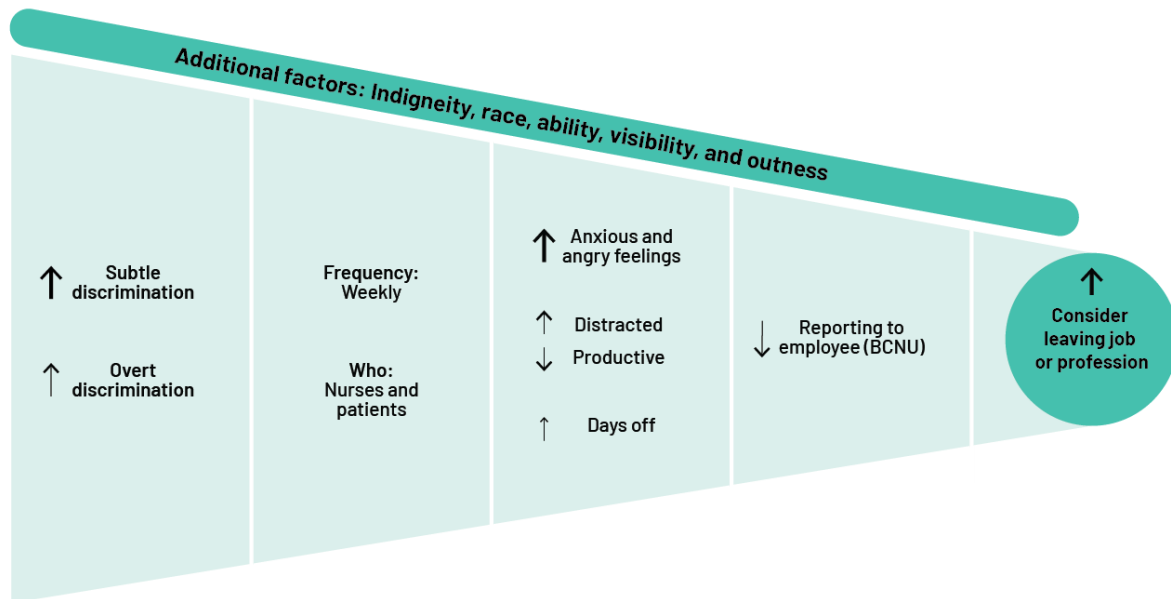 Additional factors: Indigneity, race, ability, visibility, and outness
Subtle
discrimination
Overt
discrimination
Frequency:
Weekly
Who:
Nurses and
patients
Anxious and
angry feelings
Distracted
Productive
Days off
Reporting to
employee (BCNU)
Consider
leaving job
or profession